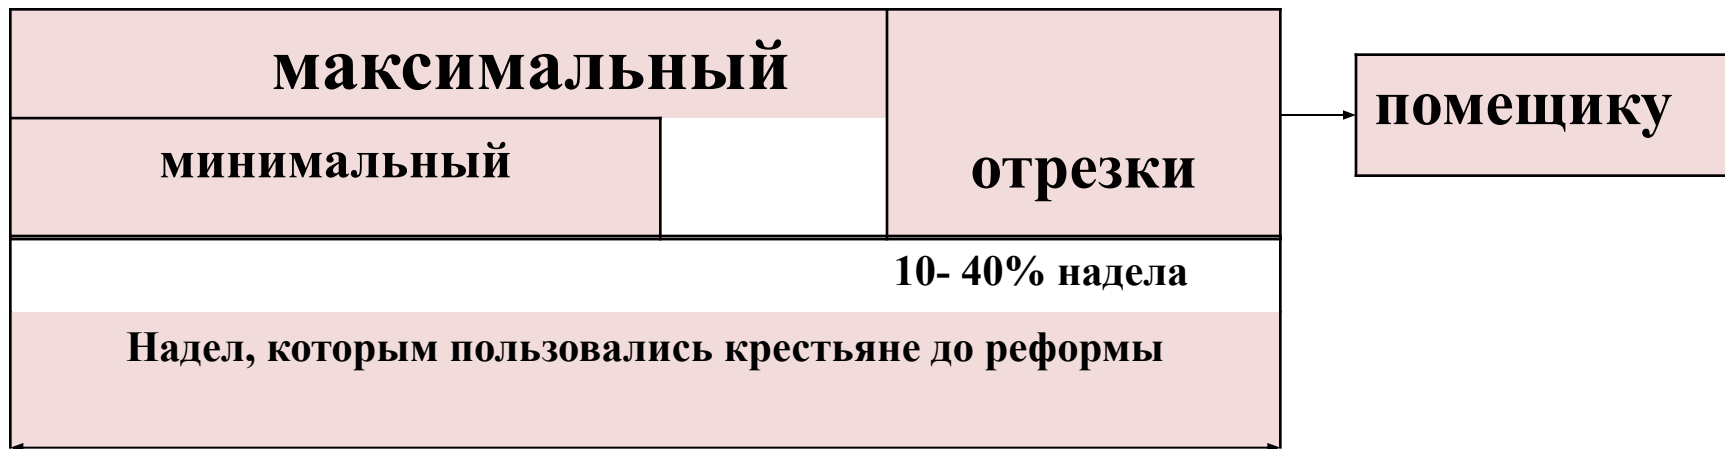 максимальный
помещику
минимальный
отрезки
10- 40% надела
Надел, которым пользовались крестьяне до реформы